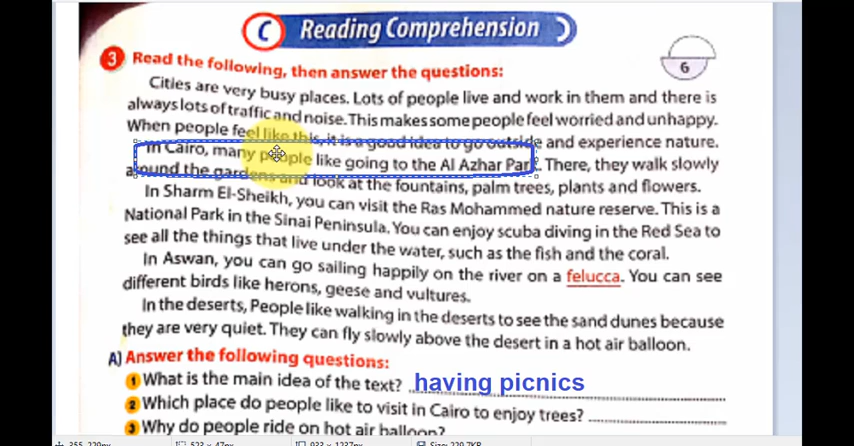 C Reading Comprehension
3 Read the following, then answer the questions:
6
Cities are very busy places. Lots of people live and work in them and there is
always lots of traffic and noise. This makes some people feel worried and unhappy.
When people feel like this, it is a good idea to go outside and experience nature.
In Cairo, many people like going to the Al Azhar Park. There, they walk slowly
around the gardens and look at the fountains, palm trees, plants and flowers.
In Sharm El-Sheikh, you can visit the Ras Mohammed nature reserve. This is a
National Park in the Sinai Peninsula. You can enjoy scuba diving in the Red Sea to
see all the things that live under the water, such as the fish and the coral.
In Aswan, you can go sailing happily on the river on a felucca. You can see
different birds like herons, geese and vultures.
In the deserts, People like walking in the deserts to see the sand dunes because
they are very quiet. They can fly slowly above the desert in a hot air balloon.
A) Answer the following questions:
1 What is the main idea of the text? having picnics
2 Which place do people like to visit in Cairo to enjoy trees?
3 Why do people ride on hot air balloon?